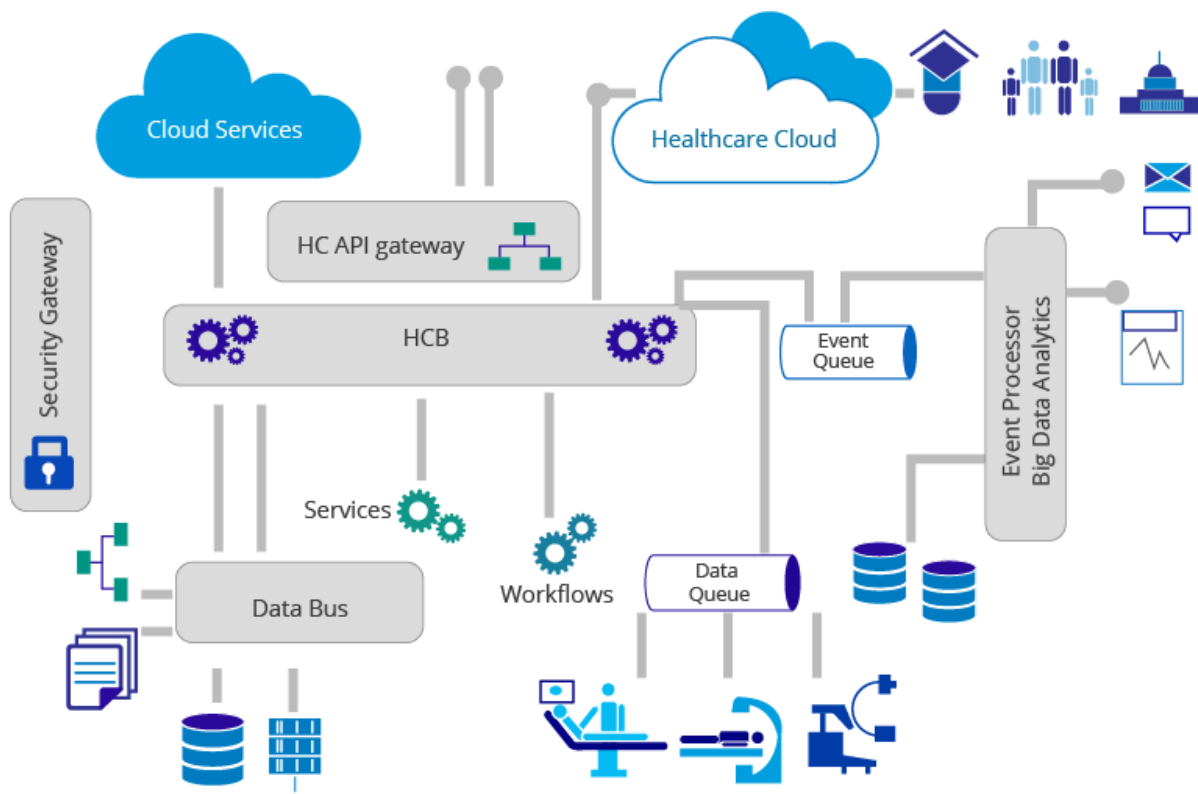 Cloud Services
Healthcare Cloud
HC API gateway
Security Gateway
HCB
Event
Queue
Event Processor
Big Data Analytics
Services
Workflows
Data
Queue
Data Bus